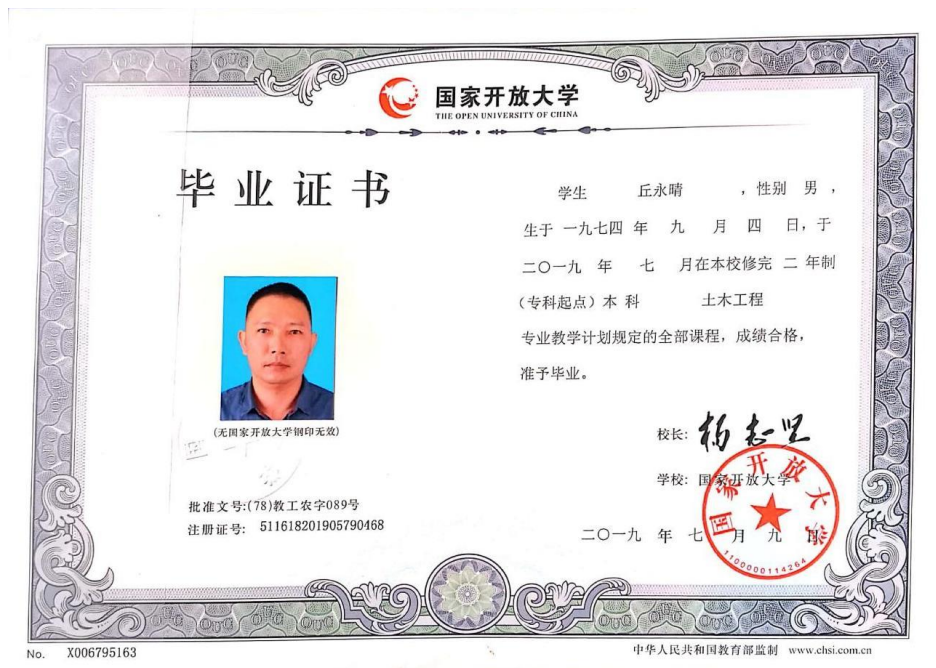 国家开放大学
THE OPEN UNIVERSITY OF CHINA
毕业证书
学生 丘永晴 ，性别 男 ，
生于 一九七四 年 九 月 四 日，于
二〇一九 年 七 月在本校修完 二 年制
（专科起点）本 科 土木工程
专业教学计划规定的全部课程，成绩合格，
准予毕业。
(无国家开放大学钢印无效)
校长: 杨志坚
学校: 国家开放大学
批准文号:(78)教工农字089号
注册证号: 511618201905790468
二〇一九 年 七 月 九 日
国家开放大学
1100000114264
No. X006795163
中华人民共和国教育部监制 www.chsi.com.cn